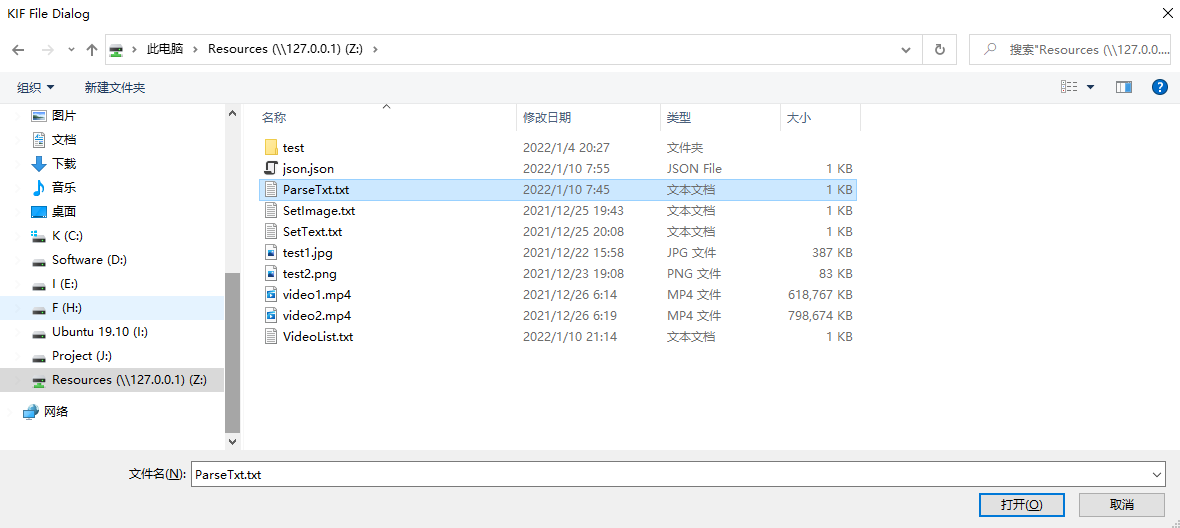 KIF File Dialog
此电脑 Resources (\\127.0.0.1) (Z:)
搜索"Resources (\\127.0.0....
组织 新建文件夹
图片
文档
下载
音乐
桌面
K (C:)
Software (D:)
I (E:)
F (H:)
Ubuntu 19.10 (I:)
Project (J:)
Resources (\\127.0.0.1) (Z:)
网络
名称 修改日期 类型 大小
test 2022/1/4 20:27 文件夹
json.json 2022/1/10 7:55 JSON File 1 KB
ParseTxt.txt 2022/1/10 7:45 文本文档 1 KB
SetImage.txt 2021/12/25 19:43 文本文档 1 KB
SetText.txt 2021/12/25 20:08 文本文档 1 KB
test1.jpg 2021/12/22 15:58 JPG 文件 387 KB
test2.png 2021/12/23 19:08 PNG 文件 83 KB
video1.mp4 2021/12/26 6:14 MP4 文件 618,767 KB
video2.mp4 2021/12/26 6:19 MP4 文件 798,674 KB
VideoList.txt 2022/1/10 21:14 文本文档 1 KB
文件名(N): ParseTxt.txt
打开(O) 取消